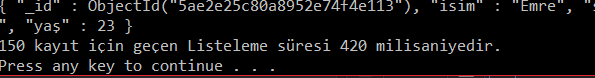 { "_id" : ObjectId("5ae2e25c80a8952e74f4e113"), "isim" : "Emre", "s
", "yaş" : 23 }
150 kayıt için geçen Listeleme süresi 420 milisaniyedir.
Press any key to continue . . .